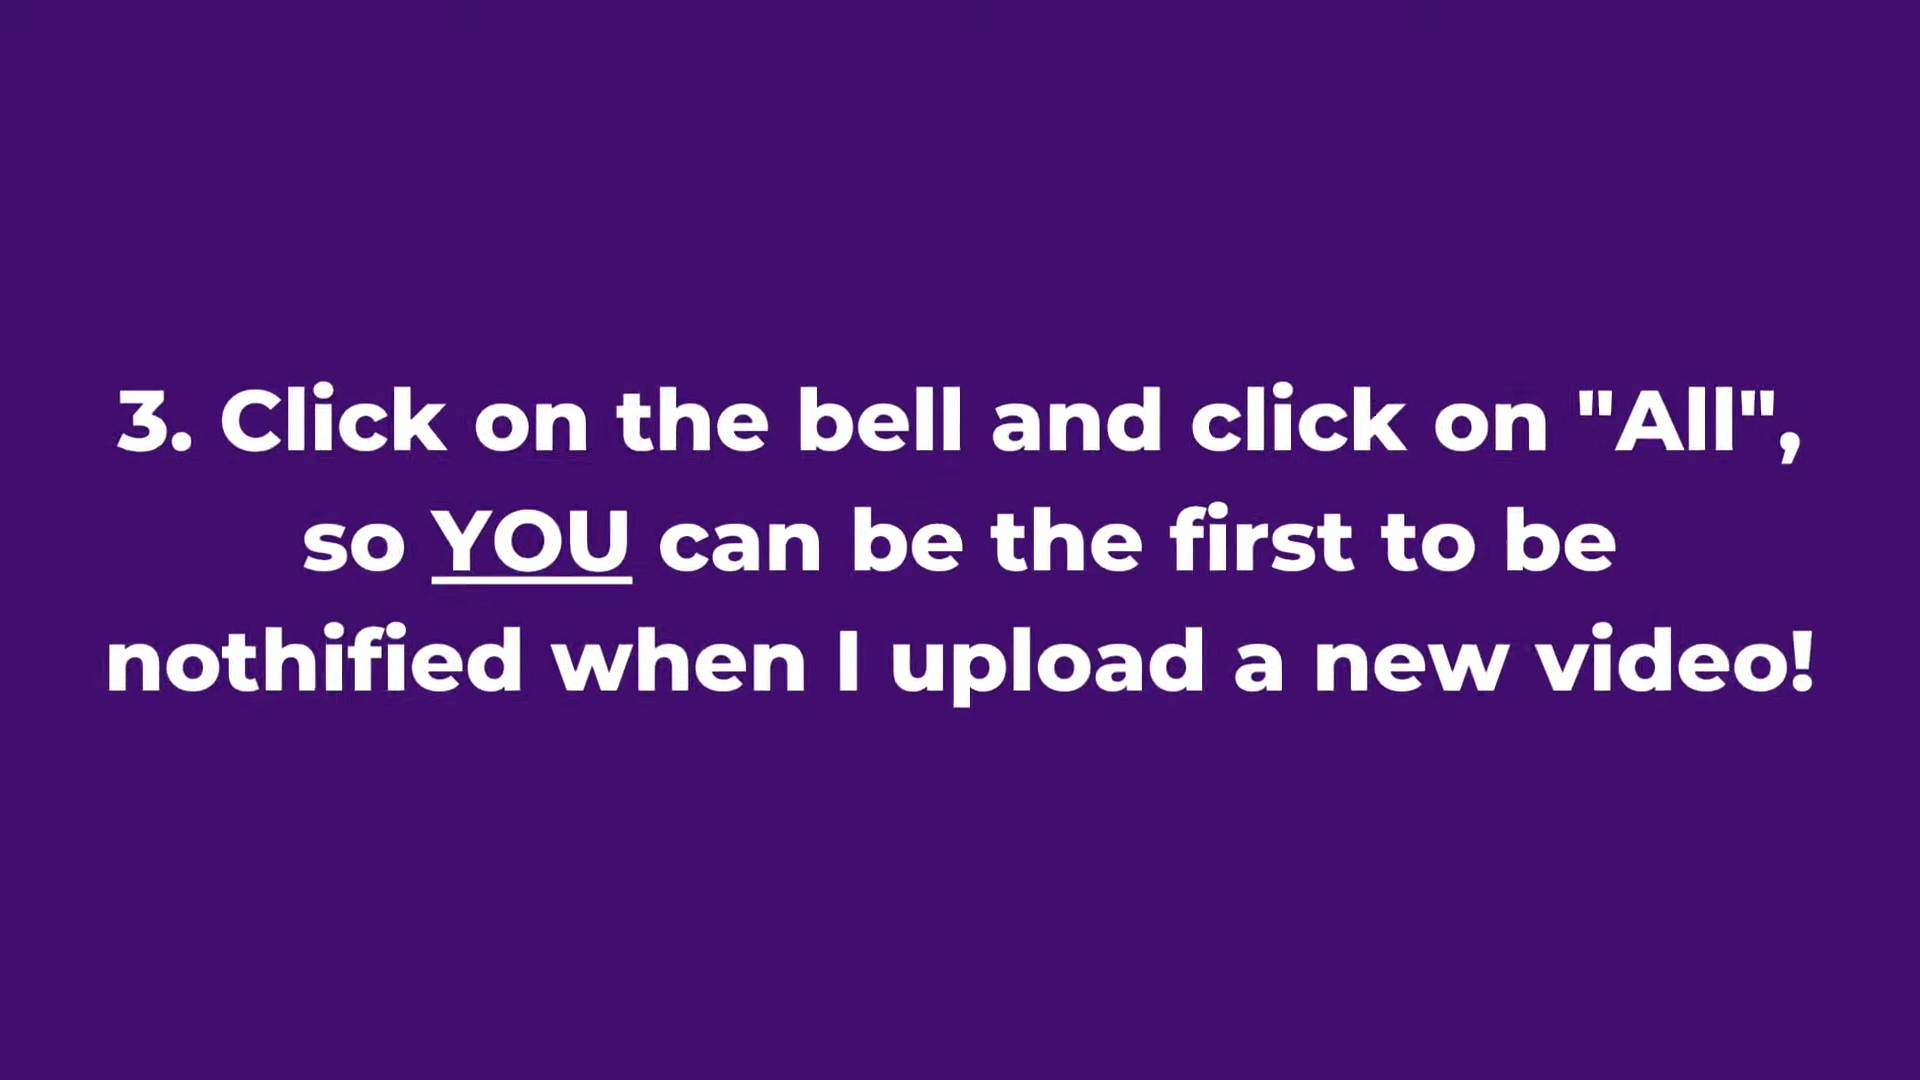 3. Click on the bell and click on "All",
so YOU can be the first to be
nothified when I upload a new video!